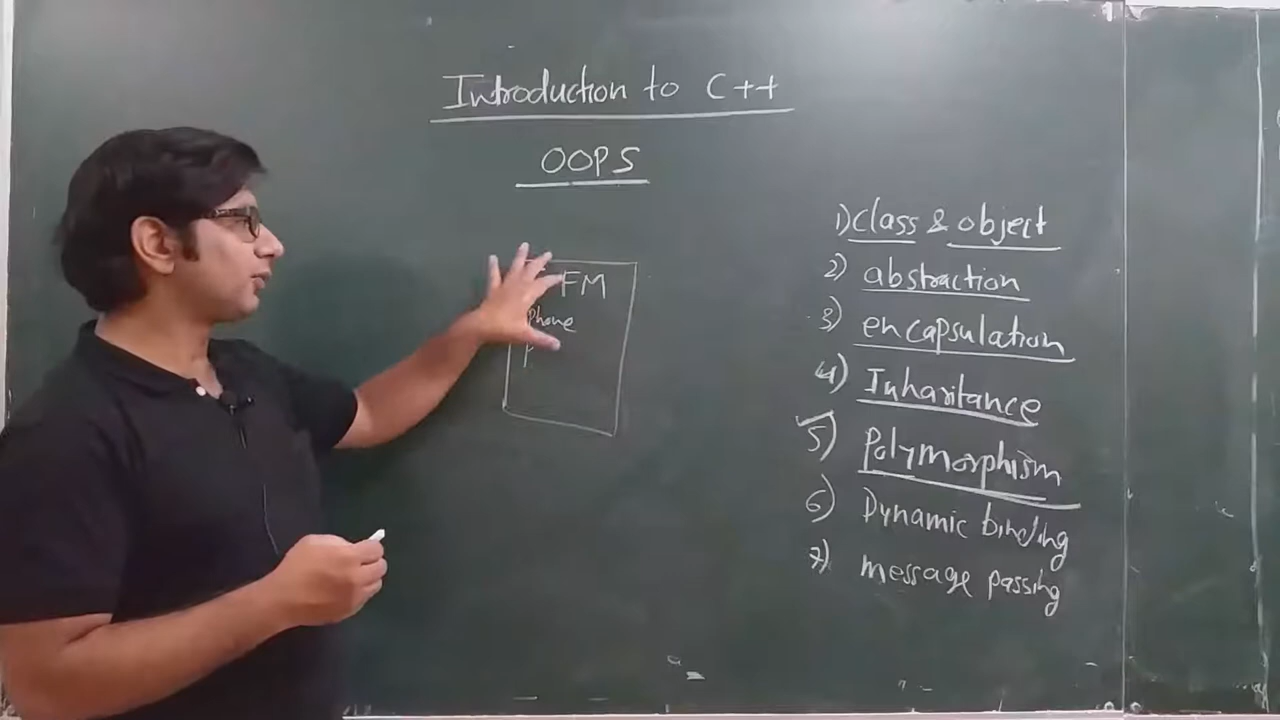 Introduction to C++
OOPS
FM
Phone
P
1) Class & object
2) abstraction
3) encapsulation
4) Inharitance
5) Polymorphism
6) Dynamic binding
7) message passing